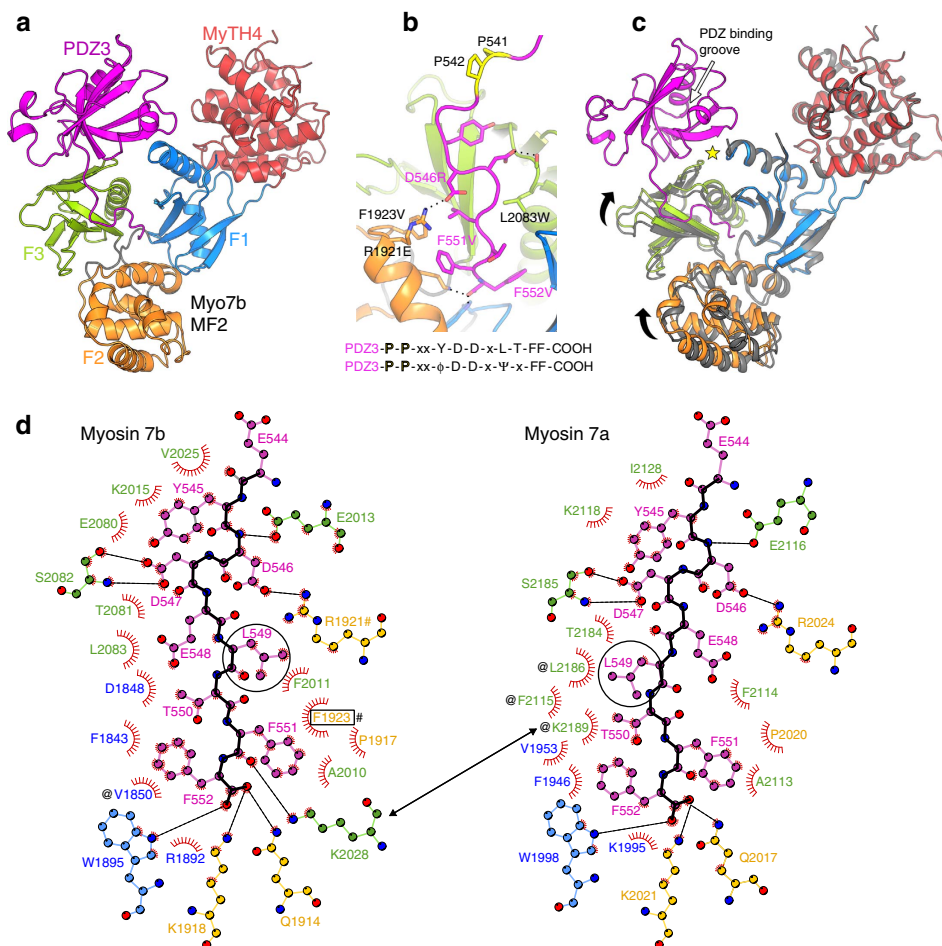 a
PDZ3
MyTH4
F3
F1
Myo7b
MF2
F2
b
P541
P542
D546R
F1923V
L2083W
R1921E
F551V
F552V
PDZ3-P-P-xx-Y-D-D-x-L-T-FF-COOH
PDZ3-P-P-xx-ϕ-D-D-x-Ψ-x-FF-COOH
c
PDZ binding
groove
d
Myosin 7b
E544
V2025
K2015
Y545
E2080
E2013
S2082
D546
D547
T2081
R1921#
L549
E548
L2083
F2011
D1848
T550
F1923 #
F551
P1917
F1843
A2010
F552
@V1850
K2028
W1895
R1892
K1918
Q1914
Myosin 7a
E544
I2128
Y545
K2118
E2116
S2185
D546
D547
R2024
T2184
E548
@L2186
L549
F2114
@F2115
@K2189
T550
F551
P2020
V1953
F1946
A2113
F552
W1998
K1995
Q2017
K2021